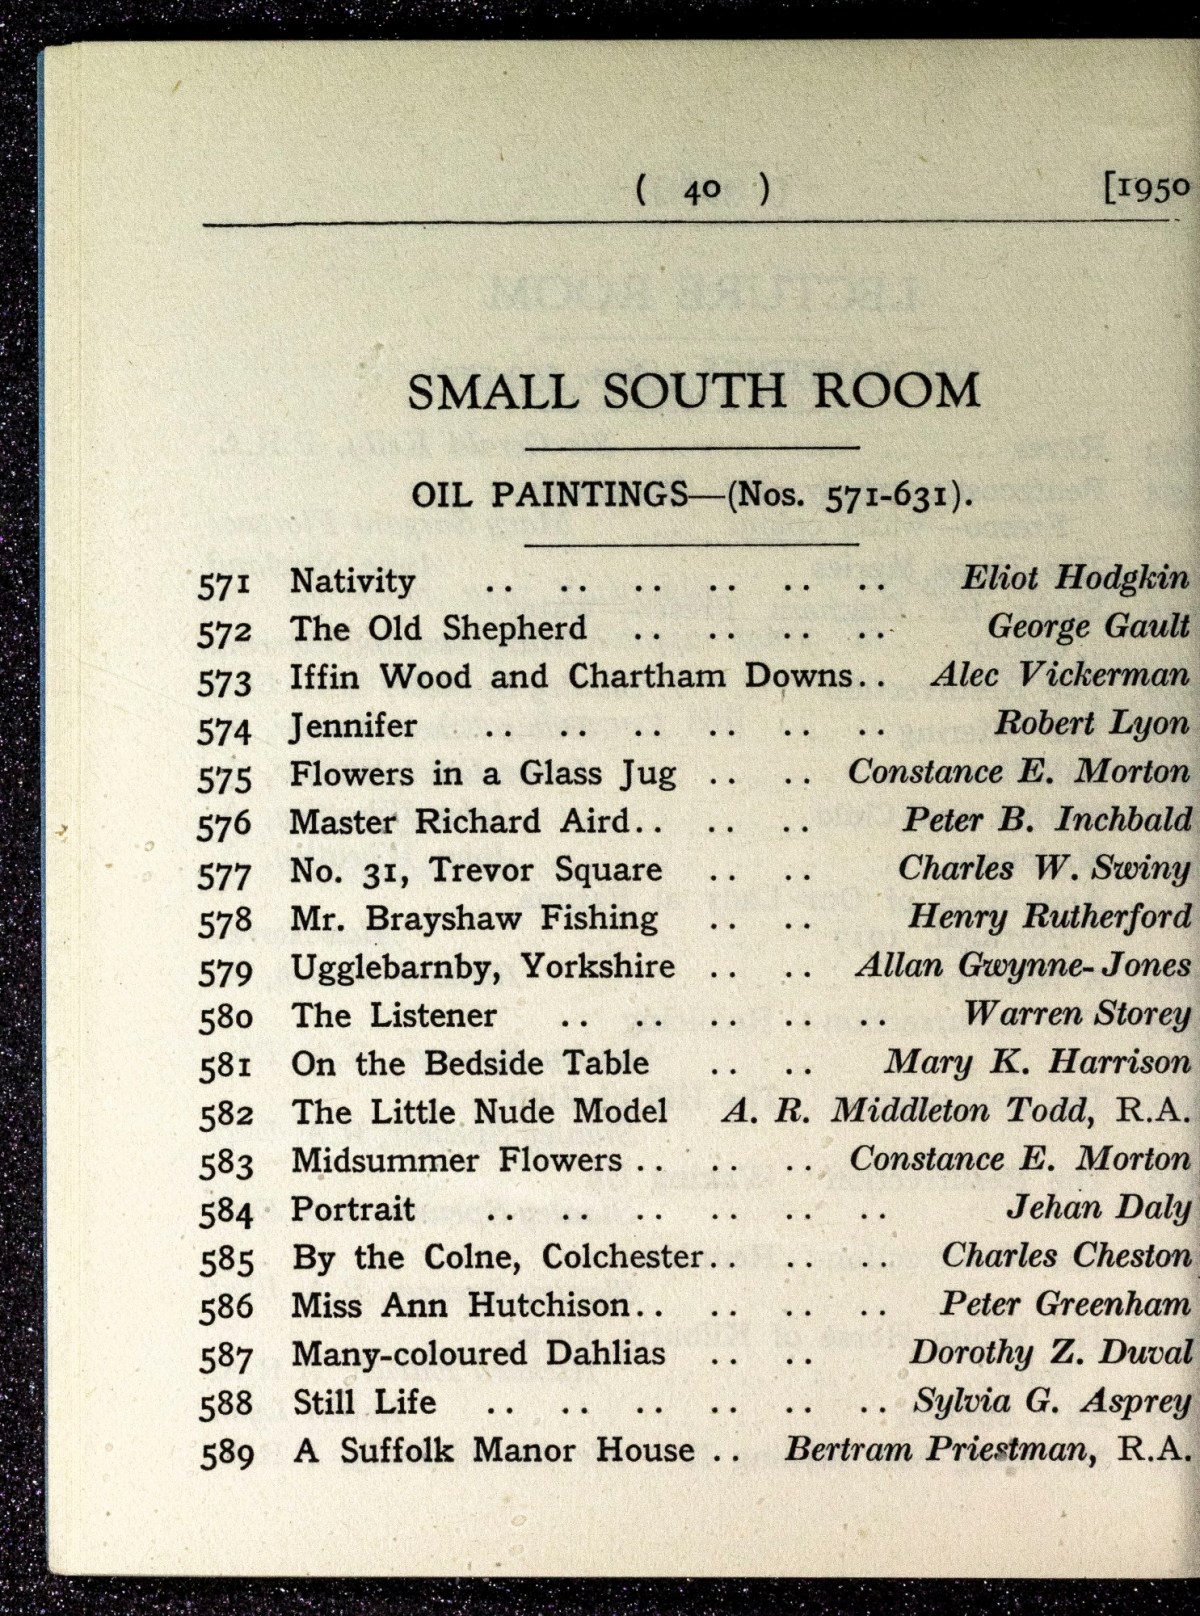 ( 40 ) [1950
SMALL SOUTH ROOM
OIL PAINTINGS—(Nos. 571-631).
571 Nativity .. .. .. .. .. .. Eliot Hodgkin
572 The Old Shepherd .. .. .. .. George Gault
573 Iffin Wood and Chartham Downs.. Alec Vickerman
574 Jennifer .. .. .. .. .. .. Robert Lyon
575 Flowers in a Glass Jug .. .. Constance E. Morton
576 Master Richard Aird.. .. .. Peter B. Inchbald
577 No. 31, Trevor Square .. .. Charles W. Swiny
578 Mr. Brayshaw Fishing .. .. Henry Rutherford
579 Ugglebarnby, Yorkshire .. .. Allan Gwynne-Jones
580 The Listener .. .. .. .. .. Warren Storey
581 On the Bedside Table .. .. Mary K. Harrison
582 The Little Nude Model A. R. Middleton Todd, R.A.
583 Midsummer Flowers .. .. .. Constance E. Morton
584 Portrait .. .. .. .. .. .. Jehan Daly
585 By the Colne, Colchester.. .. .. Charles Cheston
586 Miss Ann Hutchison.. .. .. .. Peter Greenham
587 Many-coloured Dahlias .. .. Dorothy Z. Duval
588 Still Life .. .. .. .. .. .. Sylvia G. Asprey
589 A Suffolk Manor House .. Bertram Priestman, R.A.